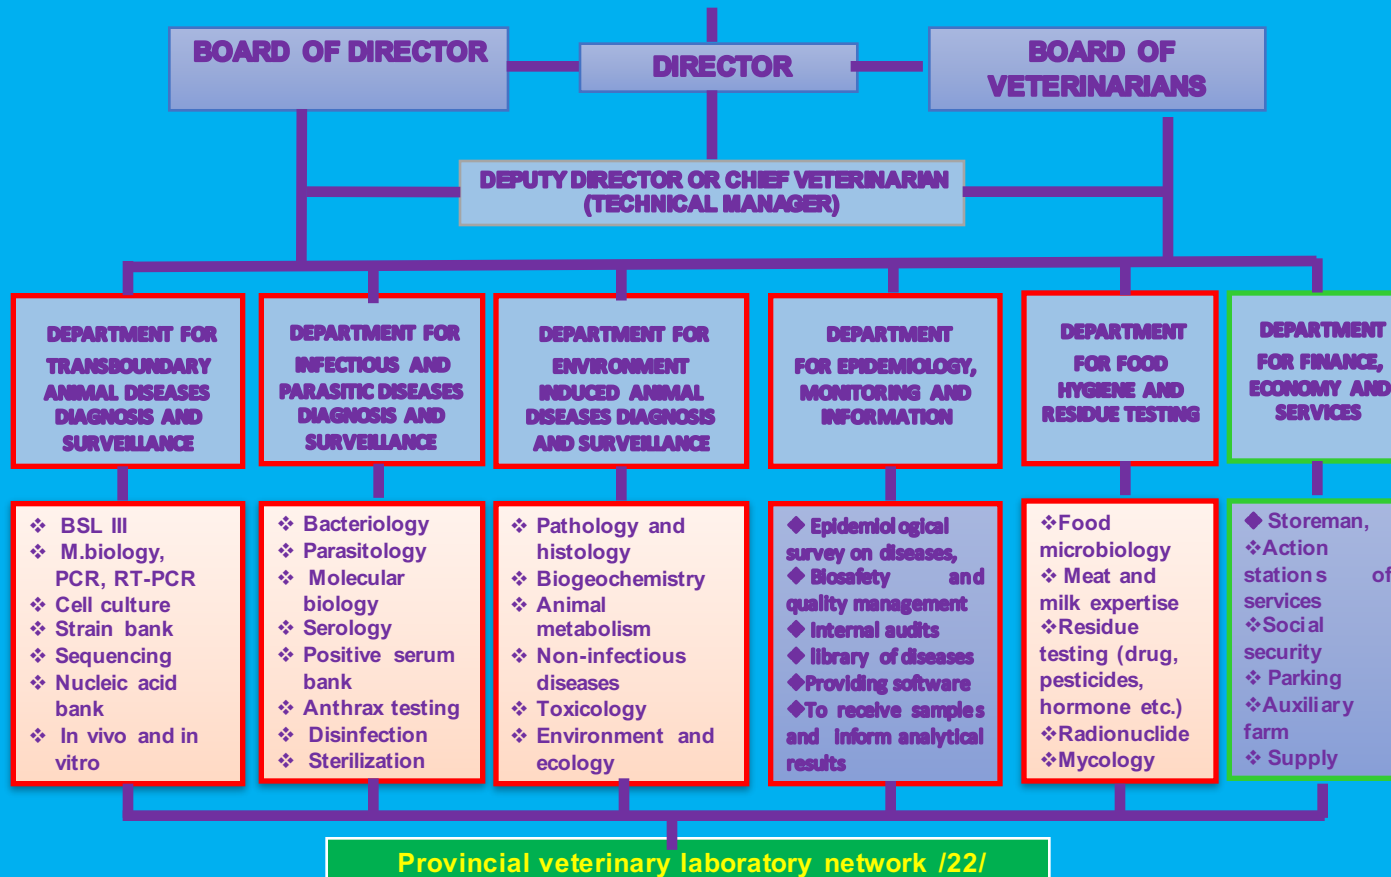 BOARD OF DIRECTOR
DIRECTOR
BOARD OF
VETERINARIANS
DEPUTY DIRECTOR OR CHIEF VETERINARIAN
(TECHNICAL MANAGER)
DEPARTMENT FOR
TRANSBOUNDARY
ANIMAL DISEASES
DIAGNOSIS AND
SURVEILLANCE
DEPARTMENT FOR
INFECTIOUS AND
PARASITIC DISEASES
DIAGNOSIS AND
SURVEILLANCE
DEPARTMENT FOR
ENVIRONMENT
INDUCED ANIMAL
DISEASES DIAGNOSIS
AND SURVEILLANCE
DEPARTMENT
FOR EPIDEMIOLOGY,
MONITORING AND
INFORMATION
DEPARTMENT
FOR FOOD
HYGIENE AND
RESIDUE TESTING
DEPARTMENT
FOR FINANCE,
ECONOMY AND
SERVICES
❖ BSL III
❖ M.biology,
PCR, RT-PCR
❖ Cell culture
❖ Strain bank
❖ Sequencing
❖ Nucleic acid
bank
❖ In vivo and in
vitro
❖ Bacteriology
❖ Parasitology
❖ Molecular
biology
❖ Serology
❖ Positive serum
bank
❖ Anthrax testing
❖ Disinfection
❖ Sterilization
❖ Pathology and
histology
❖ Biogeochemistry
❖ Animal
metabolism
❖ Non-infectious
diseases
❖ Toxicology
❖ Environment and
ecology
◆ Epidemiological
survey on diseases,
◆ Biosafety and
quality management
◆ Internal audits
◆ library of diseases
◆Providing software
◆To receive samples
and inform analytical
results
❖Food
microbiology
❖ Meat and
milk expertise
❖Residue
testing (drug,
pesticides,
hormone etc.)
❖Radionuclide
❖Mycology
◆ Storeman,
❖Action
stations of
services
❖Social
security
❖ Parking
❖Auxiliary
farm
❖ Supply
Provincial veterinary laboratory network /22/